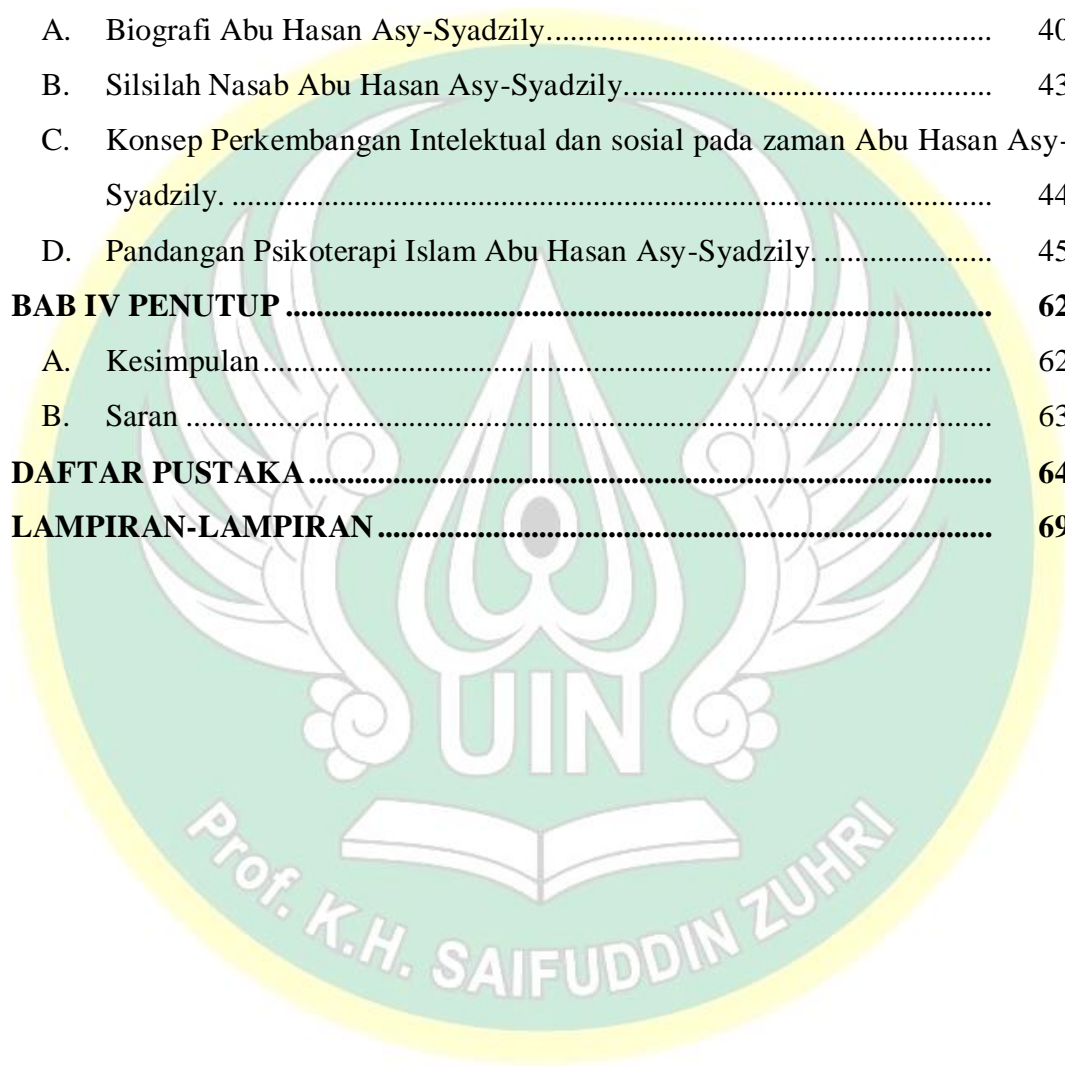 A. Biografi Abu Hasan Asy-Syadzily.......................................................... 40
B. Silsilah Nasab Abu Hasan Asy-Syadzily................................................ 43
C. Konsep Perkembangan Intelektual dan sosial pada zaman Abu Hasan Asy-
Syadzily. .................................................................................................... 44
D. Pandangan Psikoterapi Islam Abu Hasan Asy-Syadzily. ...................... 45
BAB IV PENUTUP ............................................................................................. 62
A. Kesimpulan ................................................................................................ 62
B. Saran .......................................................................................................... 63
DAFTAR PUSTAKA .......................................................................................... 64
LAMPIRAN-LAMPIRAN ................................................................................. 69
UIN
Prof. K.H. SAIFUDDIN ZUHRI